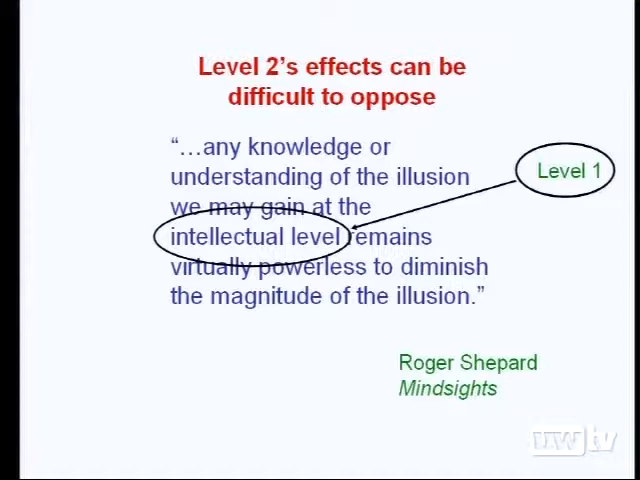 Level 2's effects can be
difficult to oppose
“…any knowledge or
understanding of the illusion
we may gain at the
intellectual level remains
virtually powerless to diminish
the magnitude of the illusion.”
Level 1
Roger Shepard
Mindsights
uwtv